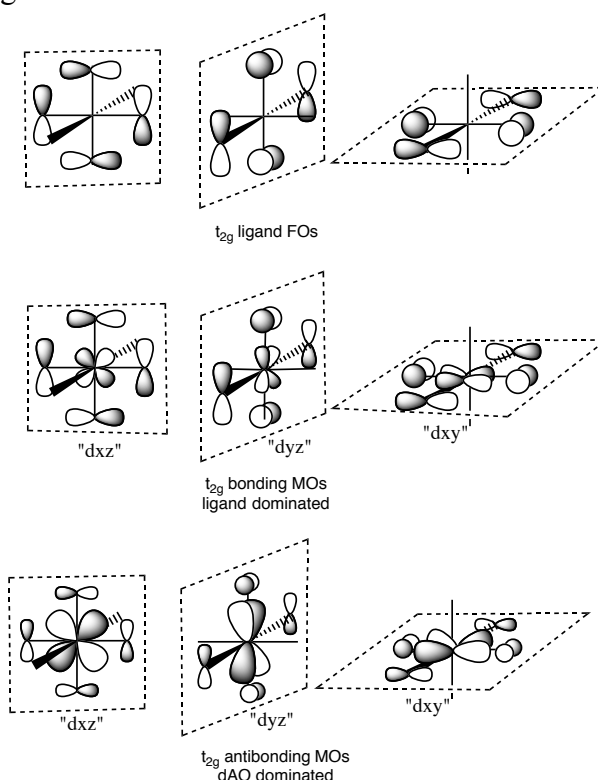 t2g ligand FOs
"dxz"
"dyz"
"dxy"
t2g bonding MOs
ligand dominated
"dxz"
"dyz"
"dxy"
t2g antibonding MOs
dAO dominated